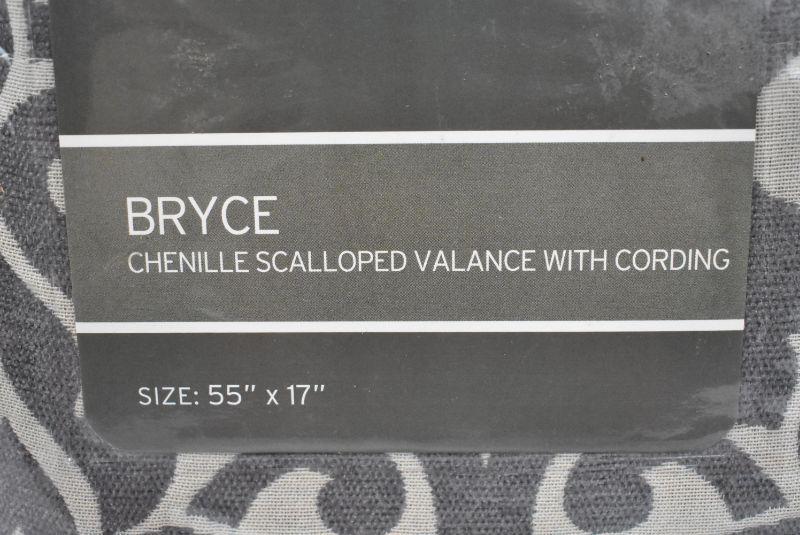 BRYCE
CHENILLE SCALLOPED VALANCE WITH CORDING
SIZE: 55" x 17"